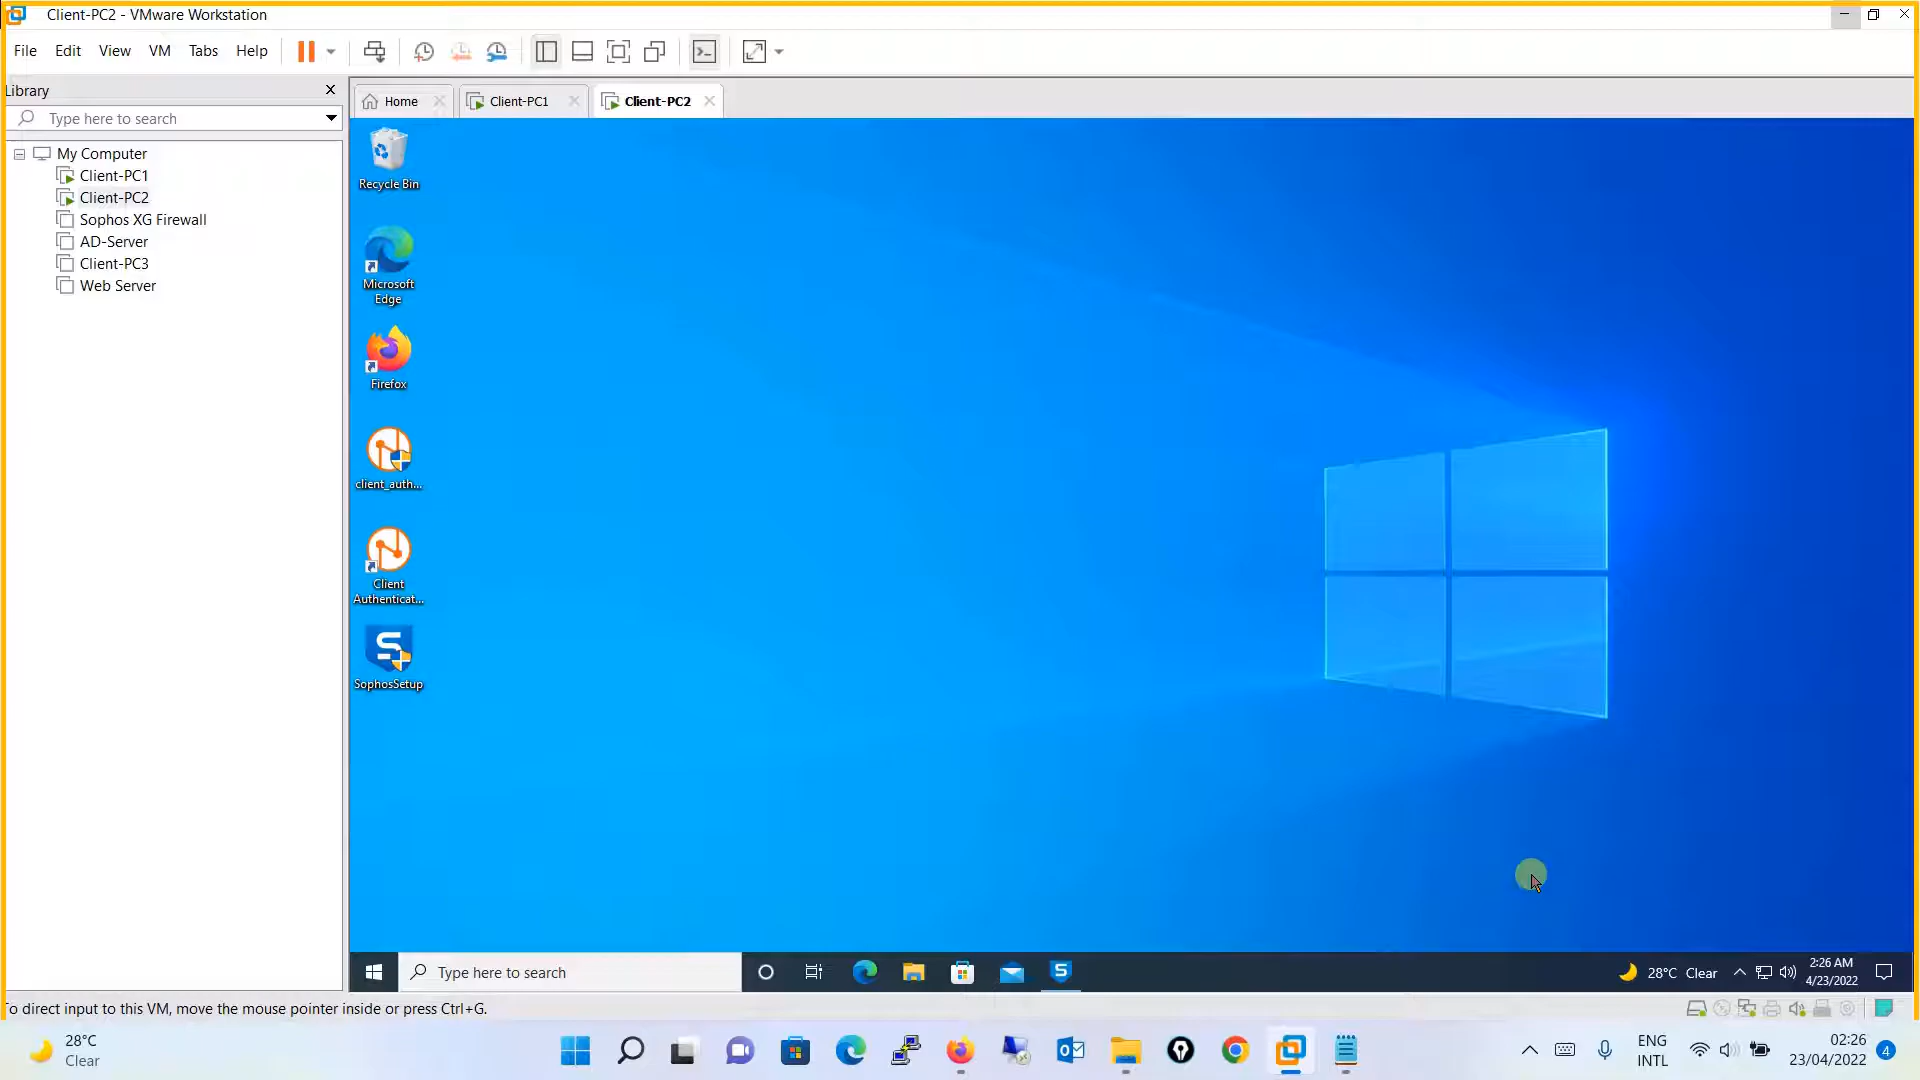 Client-PC2 - VMware Workstation
File Edit View VM Tabs Help
Library
Type here to search
My Computer
Client-PC1
Client-PC2
Sophos XG Firewall
AD-Server
Client-PC3
Web Server
Home Client-PC1 Client-PC2
Recycle Bin
Microsoft
Edge
Firefox
client_auth...
Client
Authenticat...
SophosSetup
Type here to search
28°C Clear
2:26 AM
4/23/2022
To direct input to this VM, move the mouse pointer inside or press Ctrl+G.
28°C
Clear
ENG
INTL
02:26
23/04/2022
4